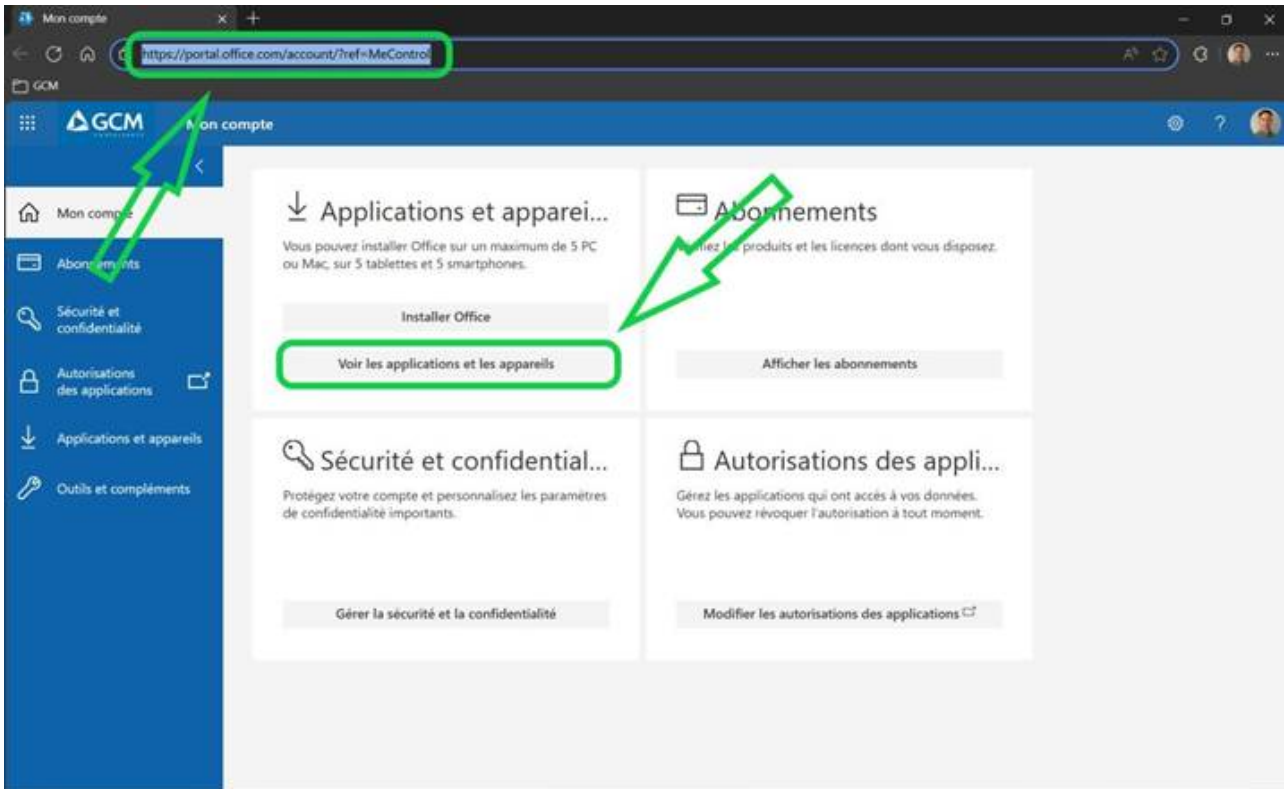 Mon compte
https://portal.office.com/account/?ref=MeControl
GCM
GCM
Mon compte
Mon compte
Abonnements
Sécurité et
confidentialité
Autorisations
des applications
Applications et appareils
Outils et compléments
Applications et apparei...
Vous pouvez installer Office sur un maximum de 5 PC
ou Mac, sur 5 tablettes et 5 smartphones.
Installer Office
Voir les applications et les appareils
Abonnements
les produits et les licences dont vous disposez.
Afficher les abonnements
Sécurité et confidential...
Protégez votre compte et personnalisez les paramètres
de confidentialité importants.
Gérer la sécurité et la confidentialité
Autorisations des appli...
Gérez les applications qui ont accès à vos données.
Vous pouvez révoquer l'autorisation à tout moment.
Modifier les autorisations des applications